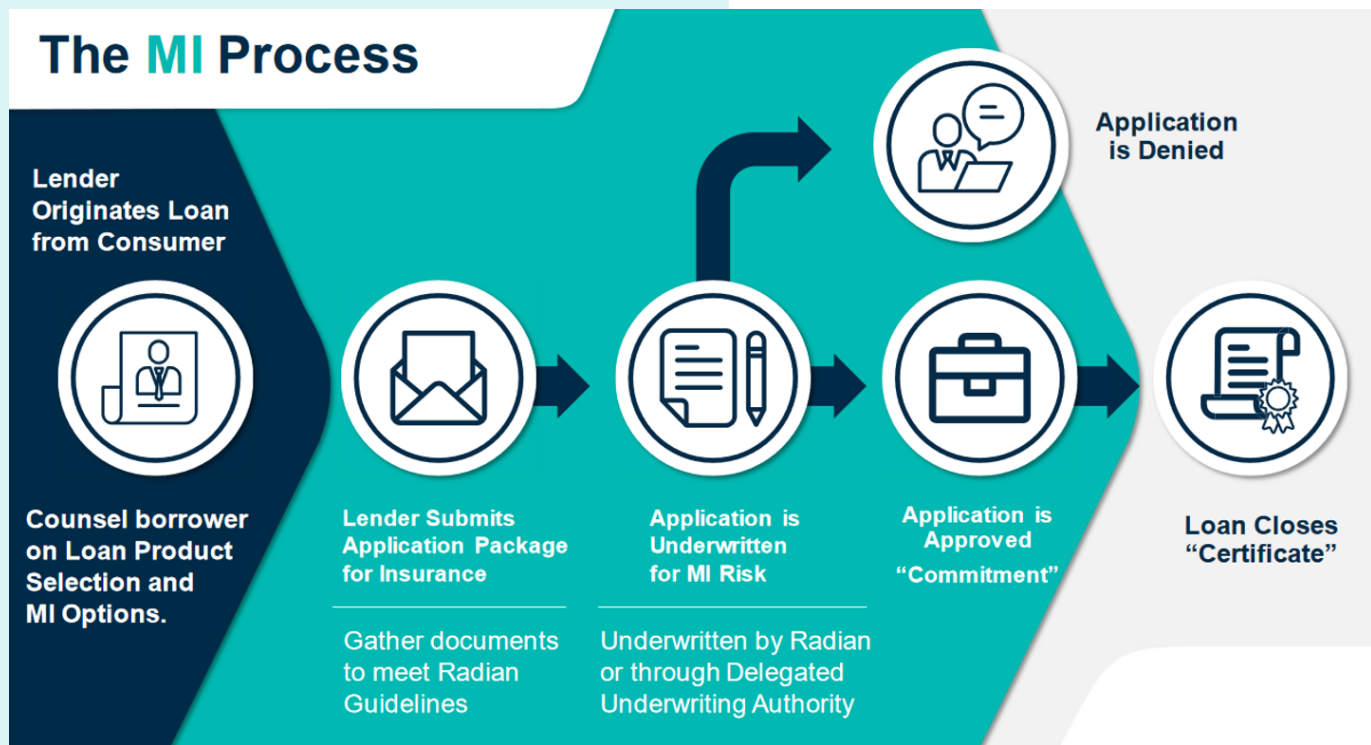 The MI Process
Lender
Originates Loan
from Consumer
Counsel borrower
on Loan Product
Selection and
MI Options.
Lender Submits
Application Package
for Insurance
Gather documents
to meet Radian
Guidelines
Application is
Underwritten
for MI Risk
Underwritten by Radian
or through Delegated
Underwriting Authority
Application
is Denied
Application is
Approved
“Commitment”
Loan Closes
“Certificate”